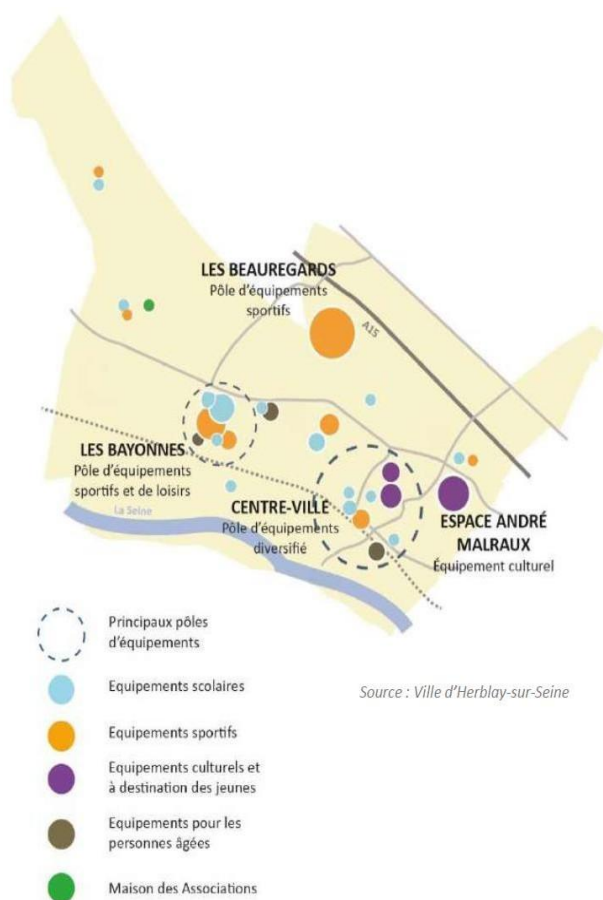 LES BEAUREGARDS
Pôle d'équipements
sportifs
A15
LES BAYONNES
Pôle d'équipements
sportifs et de loisirs
La Seine
CENTRE-VILLE
Pôle d'équipements
diversifié
ESPACE ANDRÉ
MALRAUX
Équipement culturel
Principaux pôles
d'équipements
Equipements scolaires
Source : Ville d'Herblay-sur-Seine
Equipements sportifs
Equipements culturels et
à destination des jeunes
Equipements pour les
personnes âgées
Maison des Associations